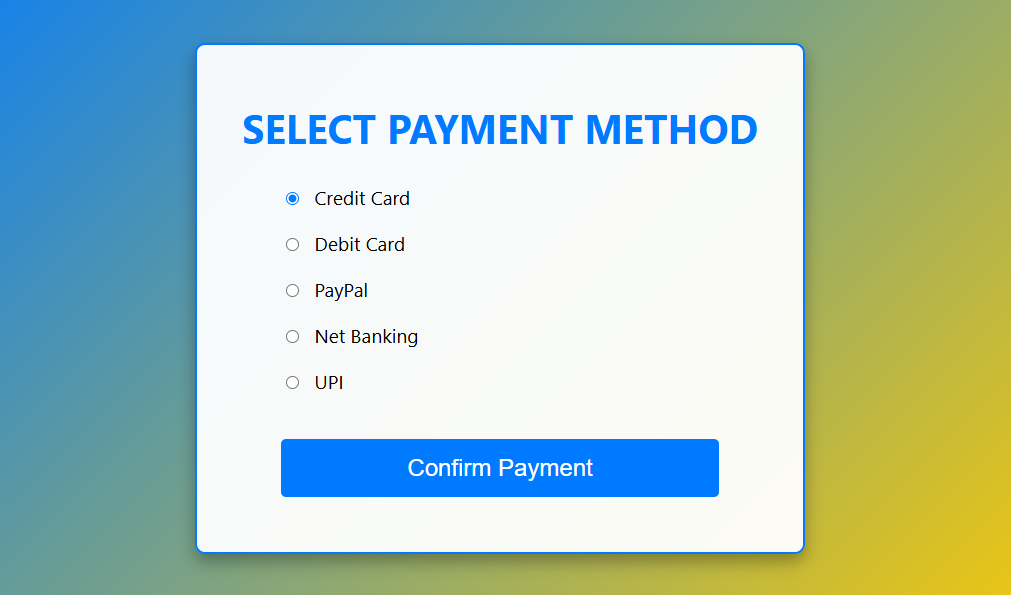 SELECT PAYMENT METHOD
Credit Card
Debit Card
PayPal
Net Banking
UPI
Confirm Payment